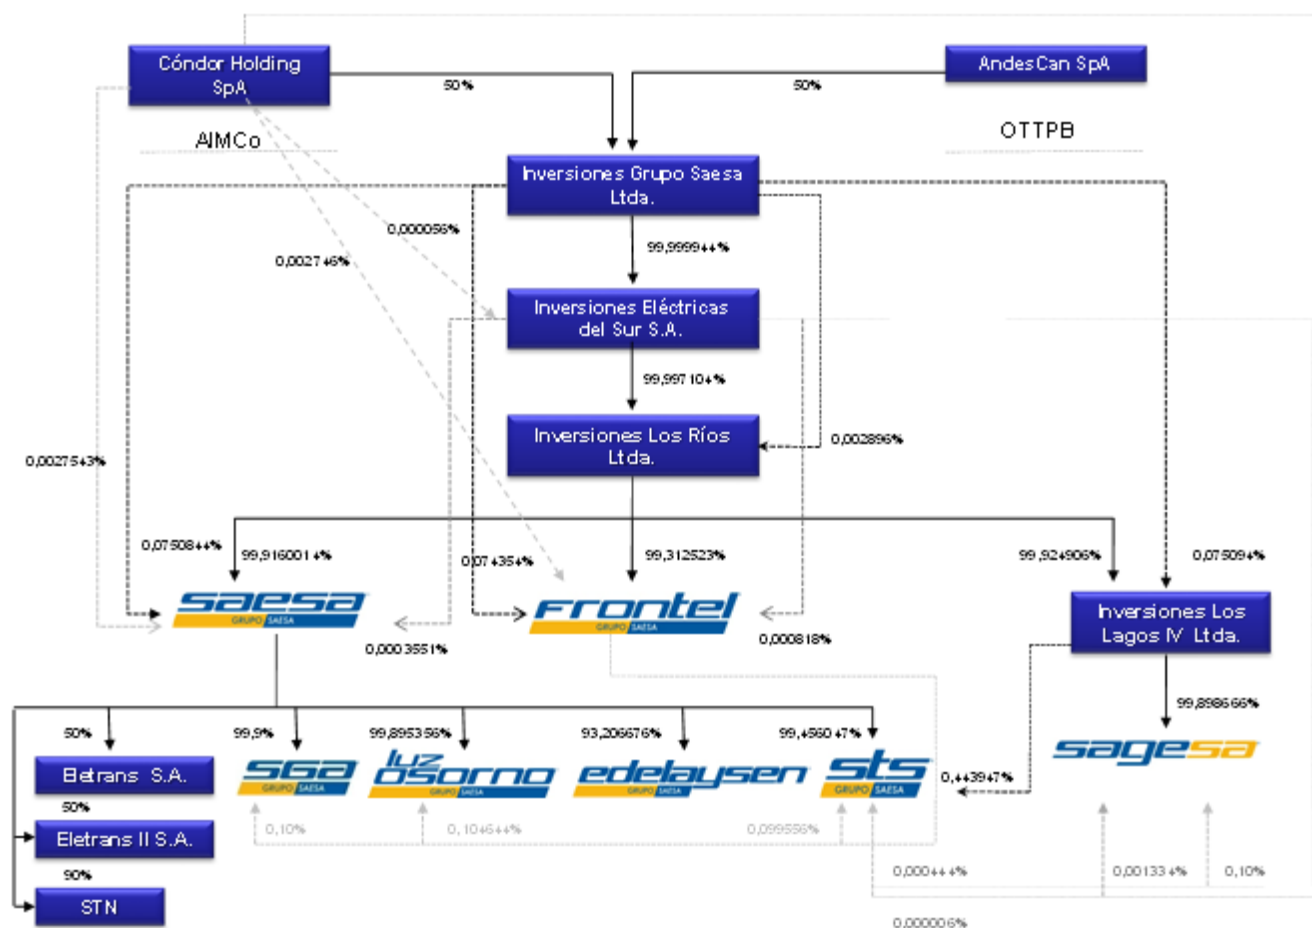 Cóndor Holding
SpA
AndesCan SpA
50%
50%
AIMCo
OTTPB
Inversiones Grupo Saesa
Ltda.
0,000056%
99,999944%
0,002746%
Inversiones Eléctricas
del Sur S.A.
99,997104%
Inversiones Los Ríos
Ltda.
0,002896%
0,0027543%
0,0750844%
99,9160014%
0,074354%
99,312523%
99,924906%
0,075094%
saesa
GRUPO SAESA
Frontel
GRUPO SAESA
Inversiones Los
Lagos IV Ltda.
0,0003551%
0,000818%
99,898666%
50%
99,9%
99,895356%
93,206676%
99,456047%
sagesa
Eletrans S.A.
sga
GRUPO SAESA
luz
osorno
GRUPO SAESA
edelaysen
GRUPO SAESA
sts
GRUPO SAESA
0,443947%
50%
Eletrans II S.A.
0,10%
0,104644%
0,099556%
90%
0,000444%
0,001334%
0,10%
STN
0,000006%